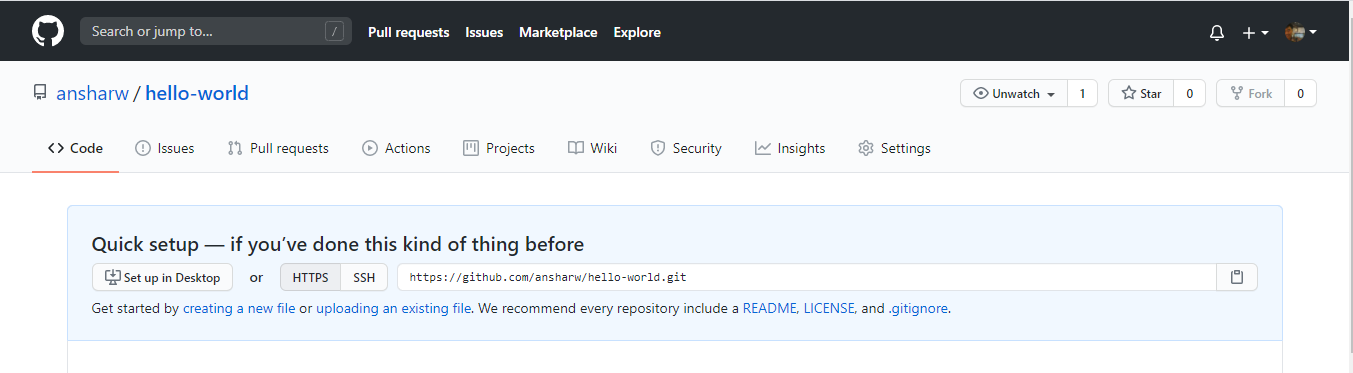 Search or jump to... /
Pull requests Issues Marketplace Explore
ansharw / hello-world
Unwatch 1 Star 0 Fork 0
Code Issues Pull requests Actions Projects Wiki Security Insights Settings
Quick setup — if you’ve done this kind of thing before
Set up in Desktop or HTTPS SSH https://github.com/ansharw/hello-world.git
Get started by creating a new file or uploading an existing file. We recommend every repository include a README, LICENSE, and .gitignore.